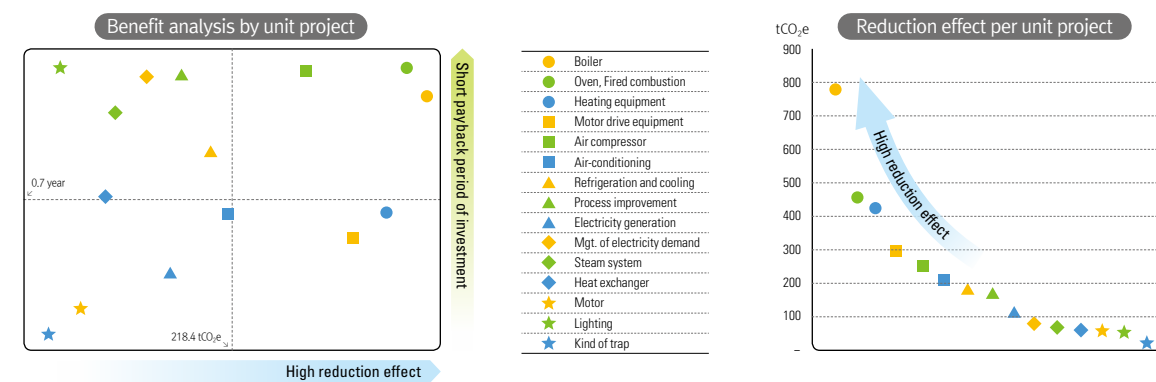 Benefit analysis by unit project
0.7 year
218.4 tCO₂e
High reduction effect
Short payback period of investment
Boiler
Oven, Fired combustion
Heating equipment
Motor drive equipment
Air compressor
Air-conditioning
Refrigeration and cooling
Process improvement
Electricity generation
Mgt. of electricity demand
Steam system
Heat exchanger
Motor
Lighting
Kind of trap
tCO₂e
Reduction effect per unit project
900
800
700
600
500
400
300
200
100
–
High reduction effect